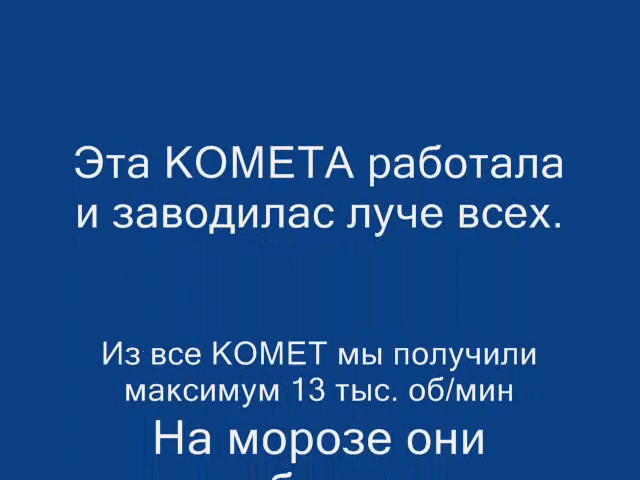 Эта КОМЕТА работала
и заводилас луче всех.
Из все КОМЕТ мы получили
максимум 13 тыс. об/мин
На морозе они